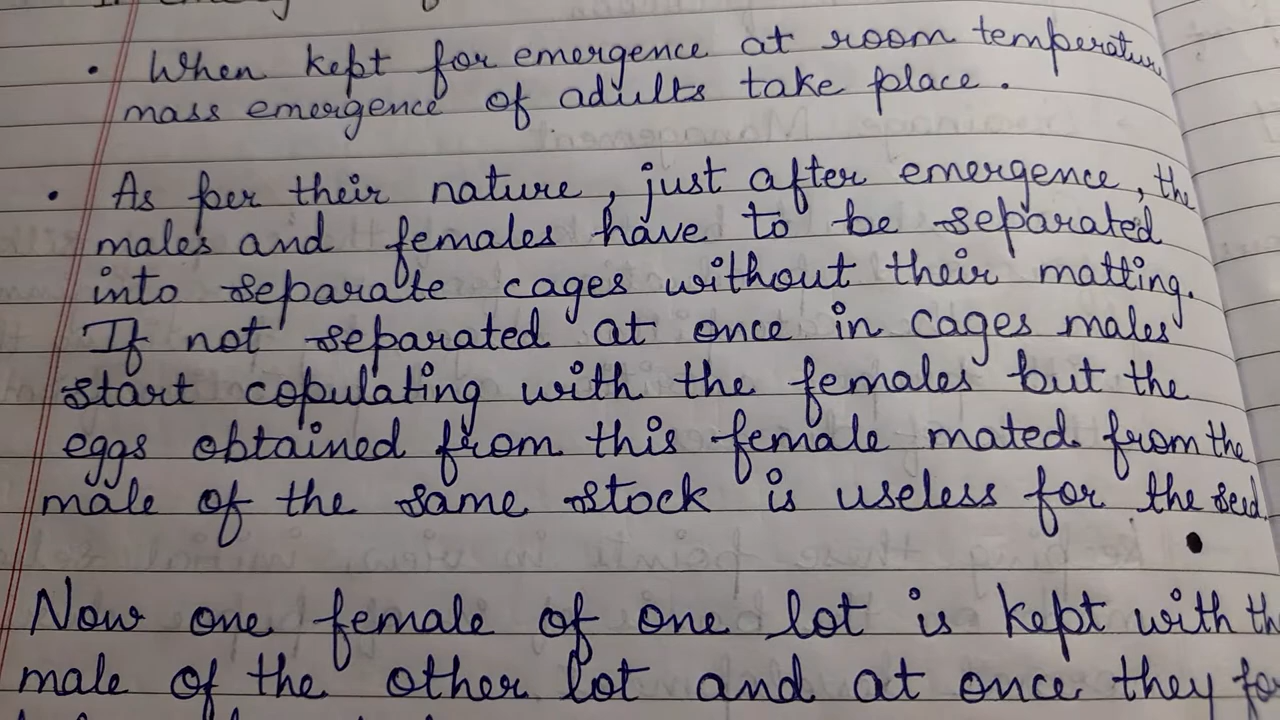 • When kept for emergence at room temperature
mass emergence of adults take place.
• As per their nature, just after emergence, the
males and females have to be separated
into separate cages without their matting.
If not separated at once in cages males
start copulating with the females but the
eggs obtained from this female mated from the
male of the same stock is useless for the seed.
Now one female of one lot is kept with th
male of the other lot and at once they for